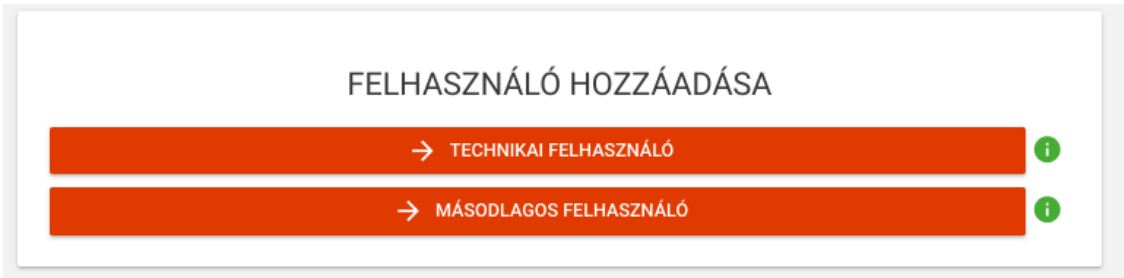 FELHASZNÁLÓ HOZZÁADÁSA
TECHNIKAI FELHASZNÁLÓ
MÁSODLAGOS FELHASZNÁLÓ